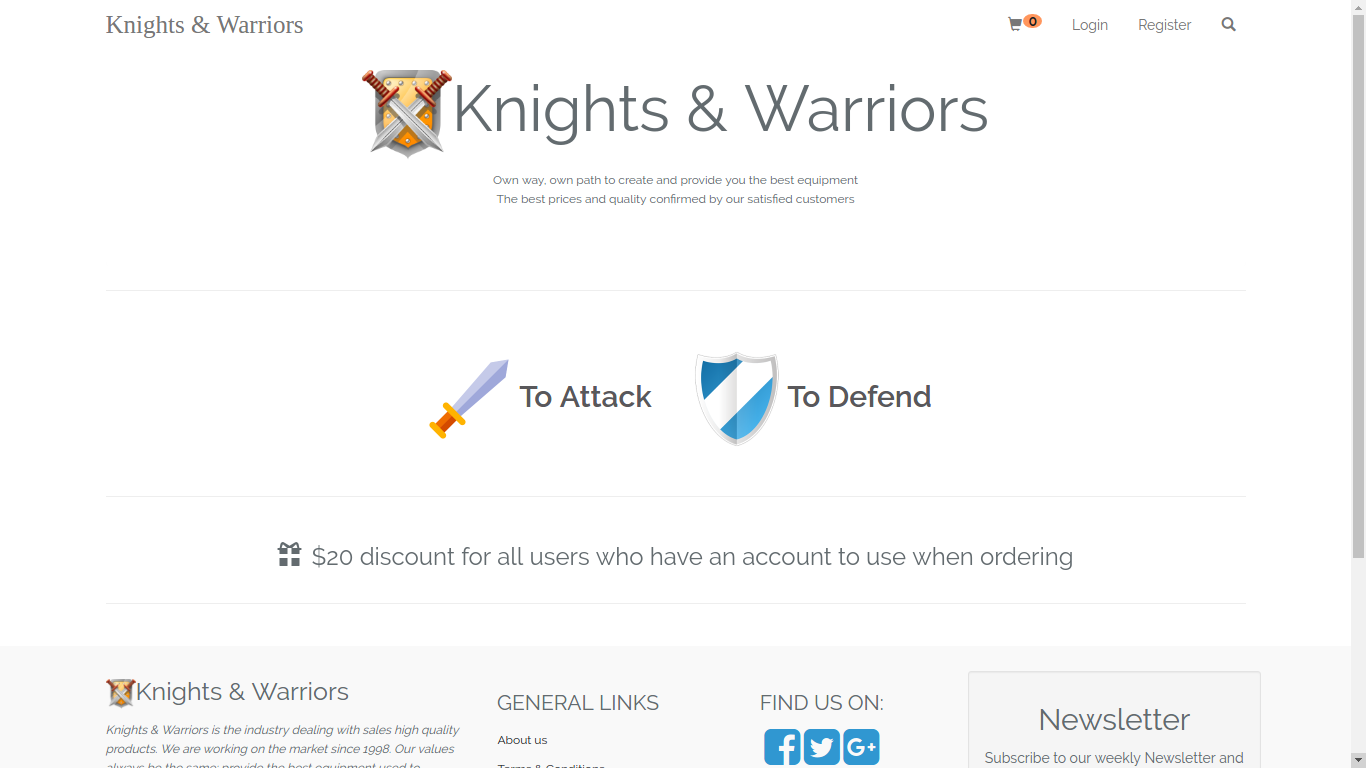 Knights & Warriors
0
Login
Register
Knights & Warriors
Own way, own path to create and provide you the best equipment
The best prices and quality confirmed by our satisfied customers
To Attack
To Defend
$20 discount for all users who have an account to use when ordering
Knights & Warriors
Knights & Warriors is the industry dealing with sales high quality
products. We are working on the market since 1998. Our values
always be the same: provide the best equipment used to
GENERAL LINKS
About us
Terms & Conditions
FIND US ON:
Newsletter
Subscribe to our weekly Newsletter and